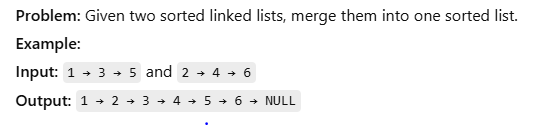 Problem: Given two sorted linked lists, merge them into one sorted list.
Example:
Input: 1 → 3 → 5 and 2 → 4 → 6
Output: 1 → 2 → 3 → 4 → 5 → 6 → NULL